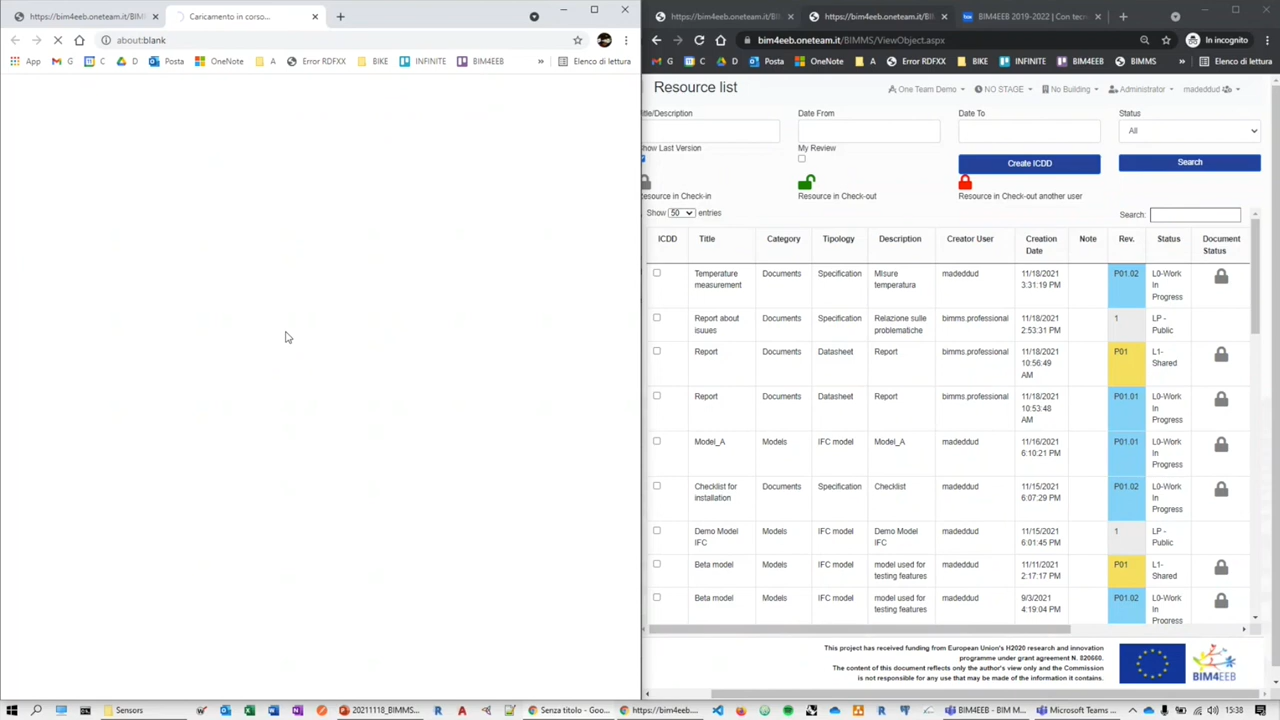 https://bim4eeb.oneteam.it/BIM
Caricamento in corso...
about:blank
App
G
C
D
Posta
OneNote
A
Error RDFXX
BIKE
INFINITE
BIM4EEB
»
Elenco di lettura
https://bim4eeb.oneteam.it/BIM
https://bim4eeb.oneteam.it/BIM
BIM4EEB 2019-2022 | Con tecno
bim4eeb.oneteam.it/BIMMS/ViewObject.aspx
In incognito
G
C
D
Posta
OneNote
A
Error RDFXX
BIKE
INFINITE
BIM4EEB
BIMMS
»
Elenco di lettura
Resource list
One Team Demo
NO STAGE
No Building
Administrator
madeddud
Title/Description
Date From
Date To
Status
All
Show Last Version
My Review
Create ICDD
Search
Resource in Check-in
Resource in Check-out
Resource in Check-out another user
Show 50 entries
Search:
ICDD Title Category Tipology Description Creator User Creation Date Note Rev. Status Document Status
Temperature measurement Documents Specification MIsure temperatura madeddud 11/18/2021 3:31:19 PM P01.02 L0-Work In Progress
Report about isuues Documents Specification Relazione sulle problematiche bimms.professional 11/18/2021 2:53:31 PM 1 LP - Public
Report Documents Datasheet Report bimms.professional 11/18/2021 10:56:49 AM P01 L1-Shared
Report Documents Datasheet Report bimms.professional 11/18/2021 10:53:48 AM P01.01 L0-Work In Progress
Model_A Models IFC model Model_A madeddud 11/16/2021 6:10:21 PM P01.01 L0-Work In Progress
Checklist for installation Documents Specification Checklist madeddud 11/15/2021 6:07:29 PM P01.02 L0-Work In Progress
Demo Model IFC Models IFC model Demo Model IFC madeddud 11/15/2021 6:01:45 PM 1 LP - Public
Beta model Models IFC model model used for testing features madeddud 11/11/2021 2:17:17 PM P01 L1-Shared
Beta model Models IFC model model used for testing features madeddud 9/3/2021 4:19:04 PM P01.02 L0-Work In Progress
This project has received funding from European Union's H2020 research and innovation
programme under grant agreement N. 820660.
The content of this document reflects only the author's view only and the Commission
is not responsible for any use that may be made of the information it contains.
BIM4EEB
Sensors
20211118_BIMMS...
Senza titolo - Goo...
https://bim4eeb.o...
BIM4EEB - BIM M...
Microsoft Teams ...
15:38